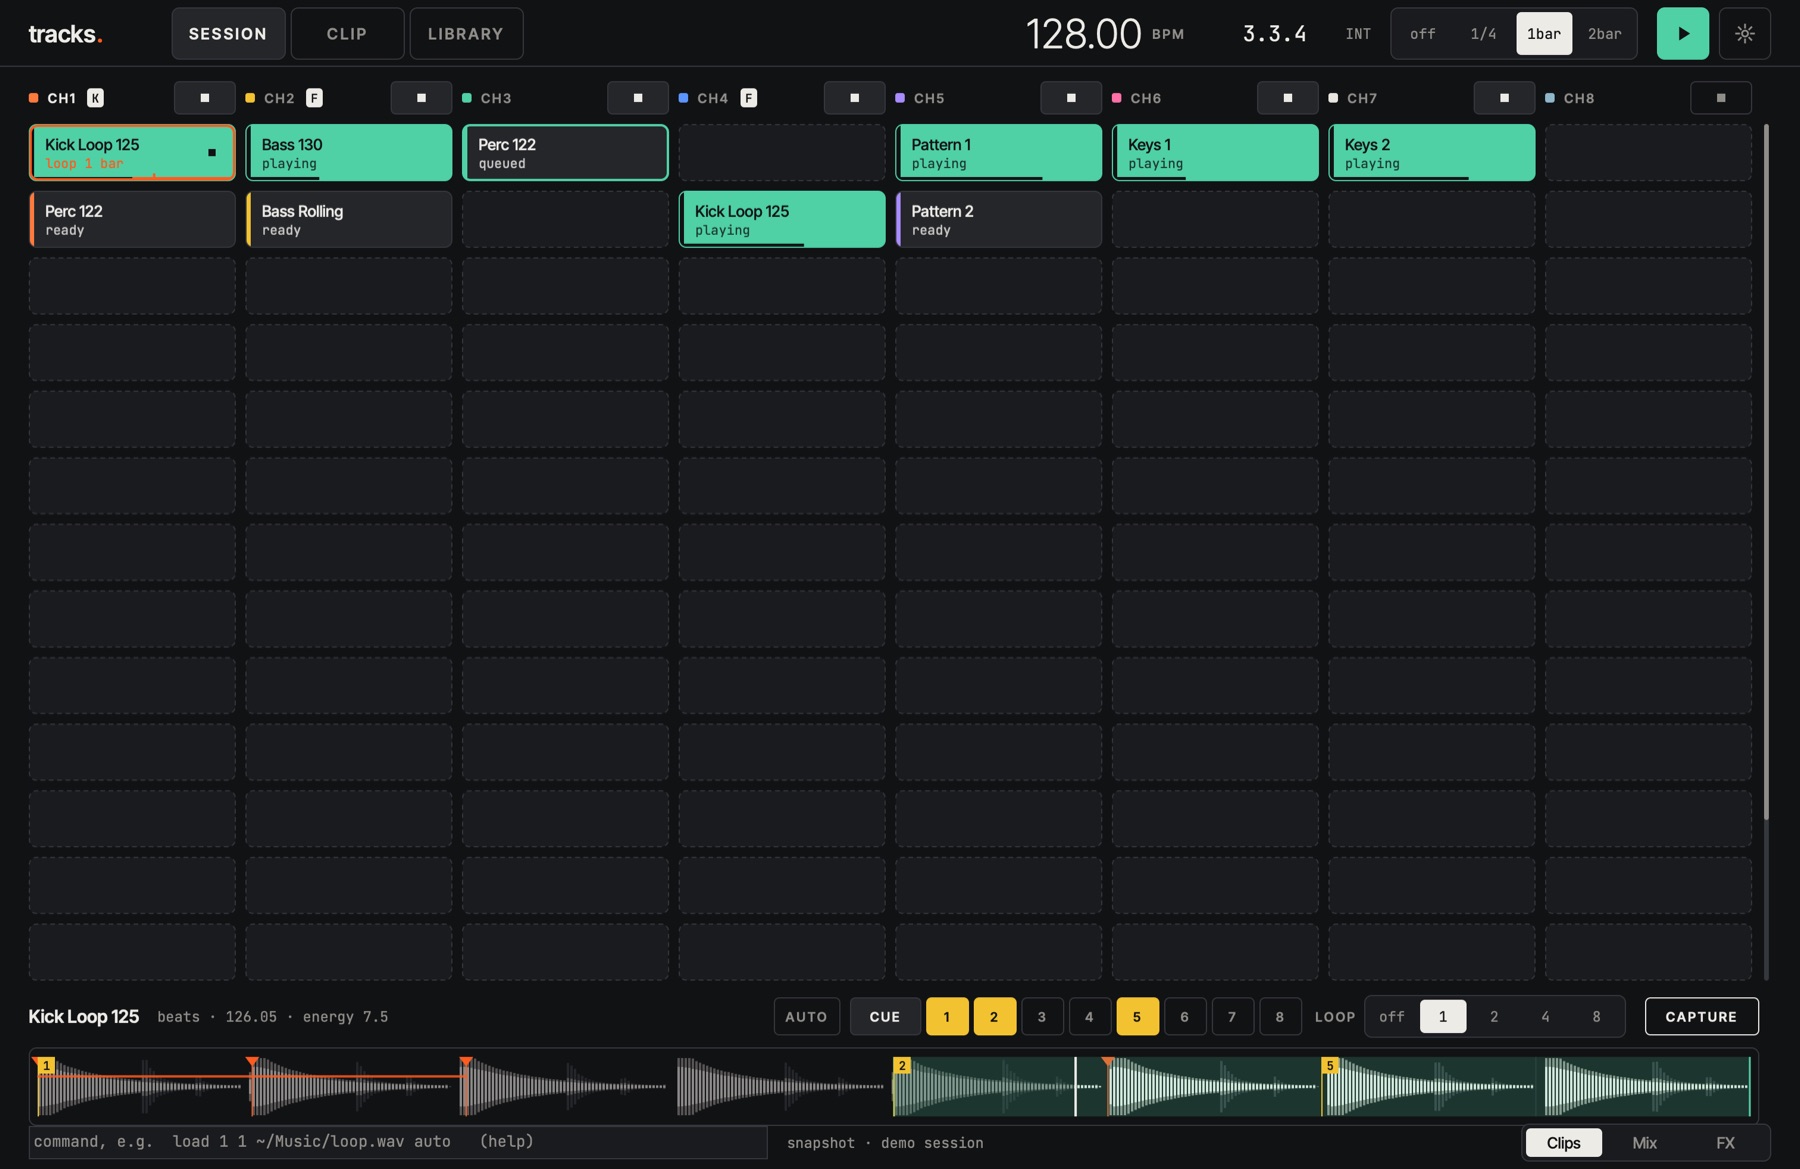 tracks. SESSION CLIP LIBRARY 128.00 BPM 3.3.4 INT off 1/4 1bar 2bar
CH1 K CH2 F CH3 CH4 F CH5 CH6 CH7 CH8
Kick Loop 125 Bass 130 Perc 122 Pattern 1 Keys 1 Keys 2
loop 1 bar playing queued playing playing playing
Perc 122 Bass Rolling Kick Loop 125 Pattern 2
ready ready playing ready
Kick Loop 125 beats · 126.05 · energy 7.5 AUTO CUE 1 2 3 4 5 6 7 8 LOOP off 1 2 4 8 CAPTURE
1 2 5
command, e.g. load 1 1 ~/Music/loop.wav auto (help) snapshot · demo session Clips Mix FX